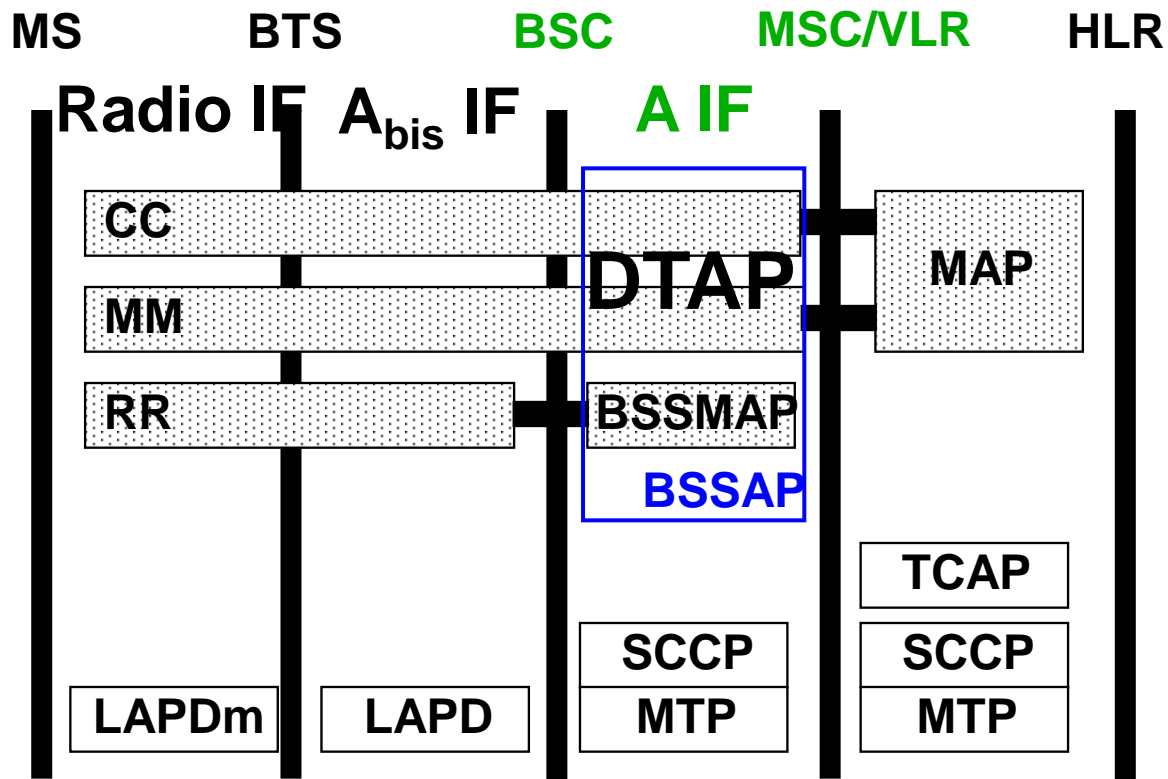 MS BTS BSC MSC/VLR HLR
Radio IF Abis IF A IF
CC
DTAP
MAP
MM
RR
BSSMAP
BSSAP
TCAP
SCCP SCCP
LAPDm LAPD MTP MTP